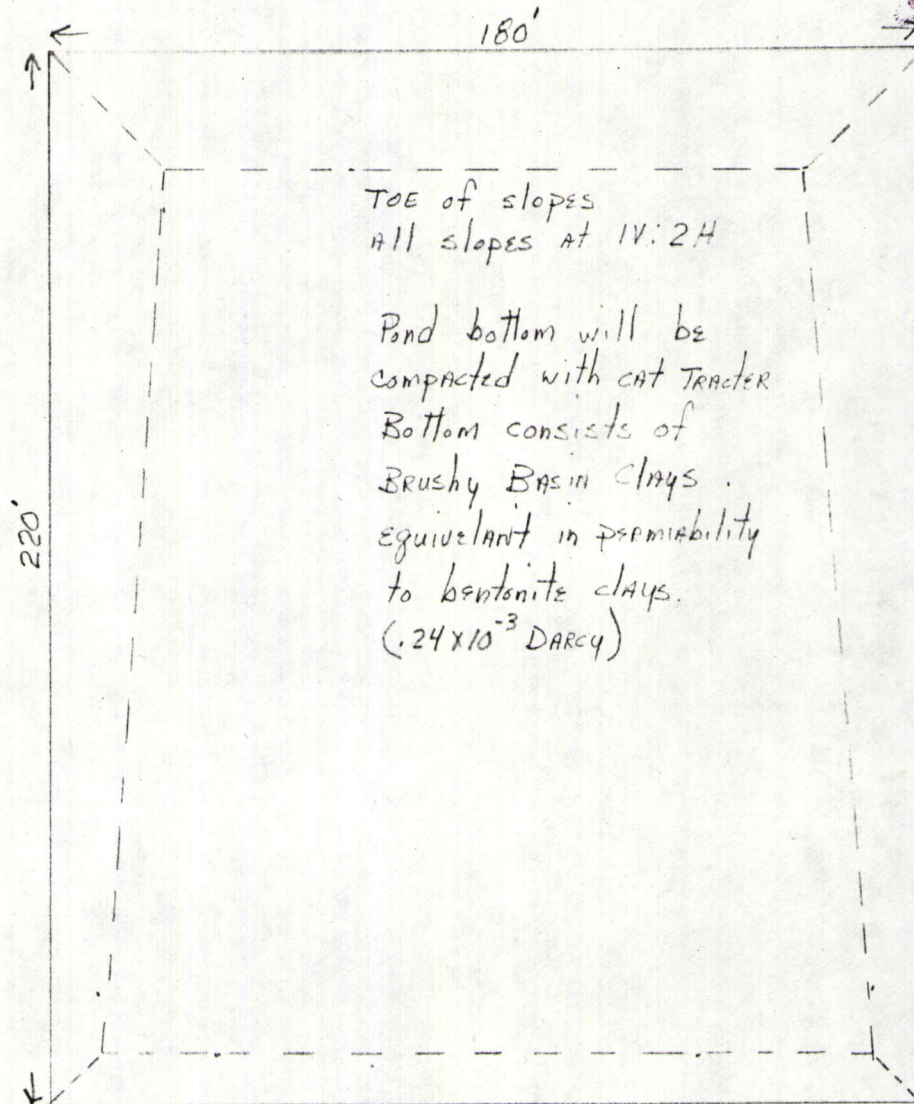 180'
TOE of slopes
All slopes At 1V:2H
Pond bottom will be
compActed with CAT TRACTER
Bottom consists of
BRushy BAsin ClAys.
equivelAnt in permiability
to bentonite clAys.
(.24x10⁻³ DARCY)
220'